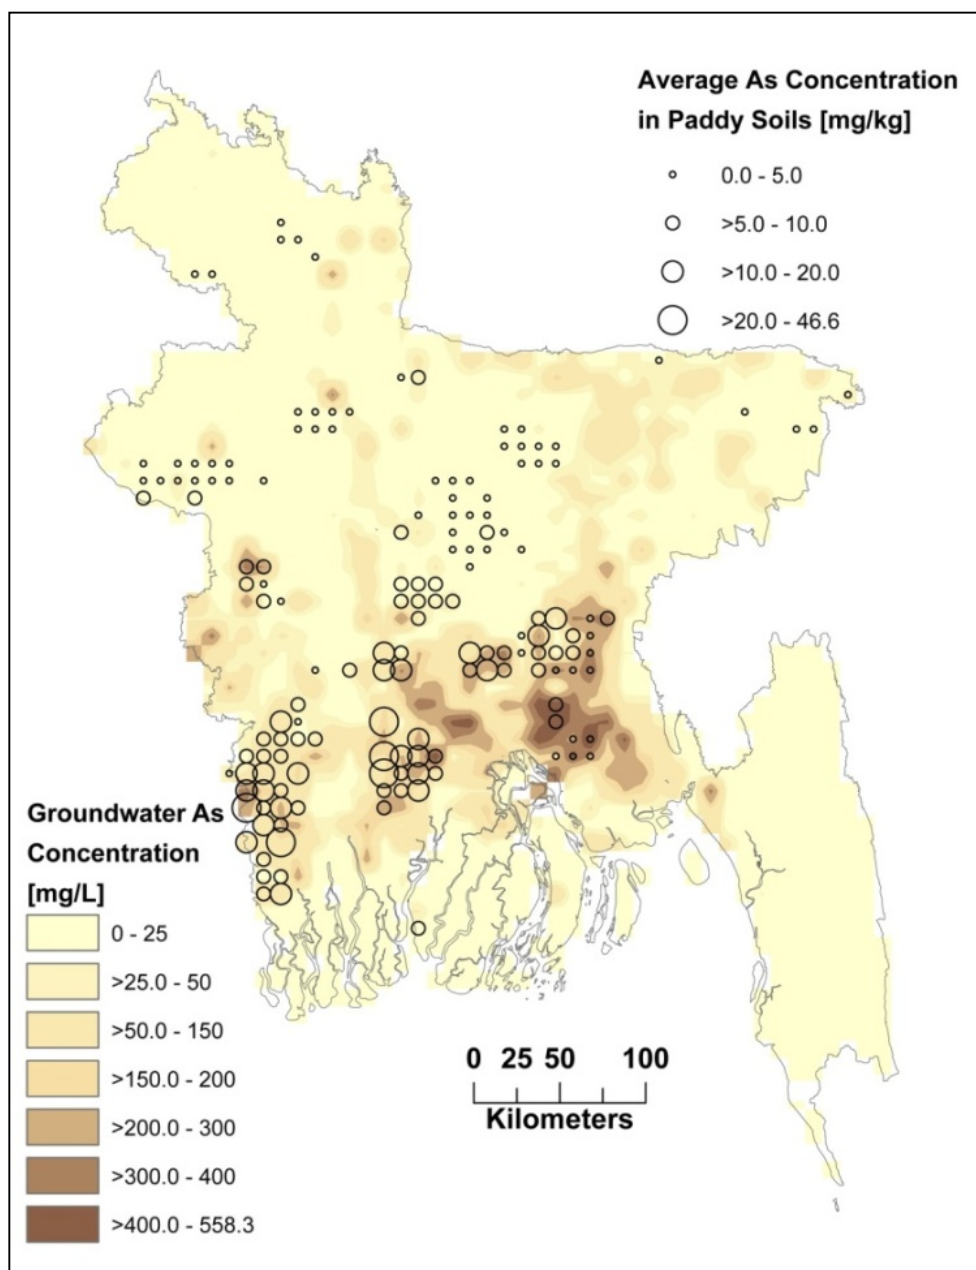 Average As Concentration
in Paddy Soils [mg/kg]
0.0 - 5.0
>5.0 - 10.0
>10.0 - 20.0
>20.0 - 46.6
Groundwater As
Concentration
[mg/L]
0 - 25
>25.0 - 50
>50.0 - 150
>150.0 - 200
>200.0 - 300
>300.0 - 400
>400.0 - 558.3
0 25 50 100
Kilometers